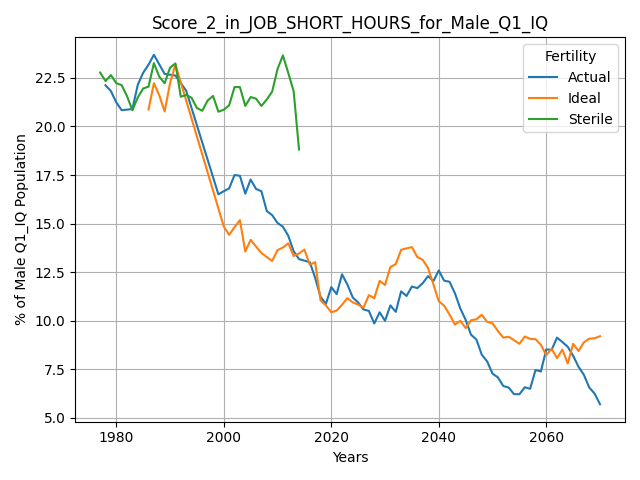 Score_2_in_JOB_SHORT_HOURS_for_Male_Q1_IQ
Fertility
Actual
Ideal
Sterile
% of Male Q1_IQ Population
22.5
20.0
17.5
15.0
12.5
10.0
7.5
5.0
1980 2000 2020 2040 2060
Years